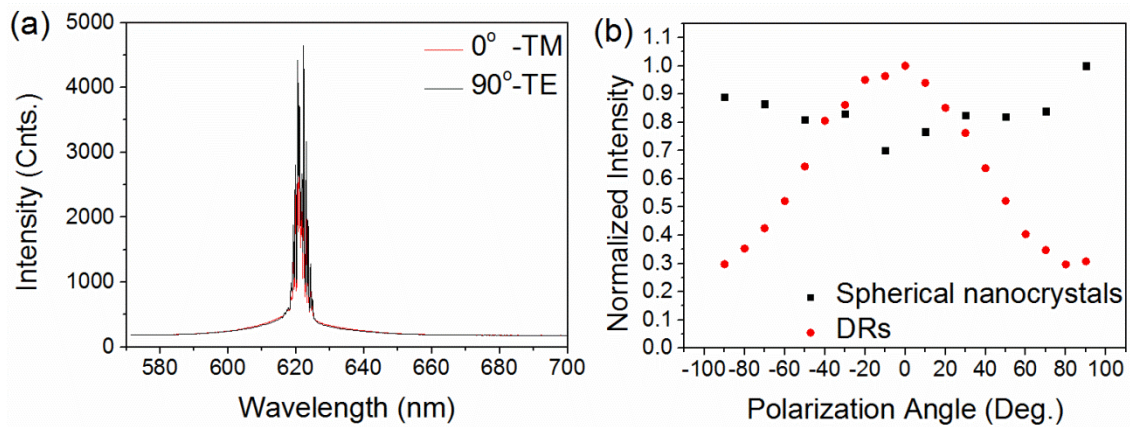 (a)
5000
4000
3000
2000
1000
0
Intensity (Cnts.)
0° -TM
90°-TE
580 600 620 640 660 680 700
Wavelength (nm)
(b)
1.1
1.0
0.9
0.8
0.7
0.6
0.5
0.4
0.3
0.2
0.1
0.0
Normalized Intensity
Spherical nanocrystals
DRs
-100 -80 -60 -40 -20 0 20 40 60 80 100
Polarization Angle (Deg.)